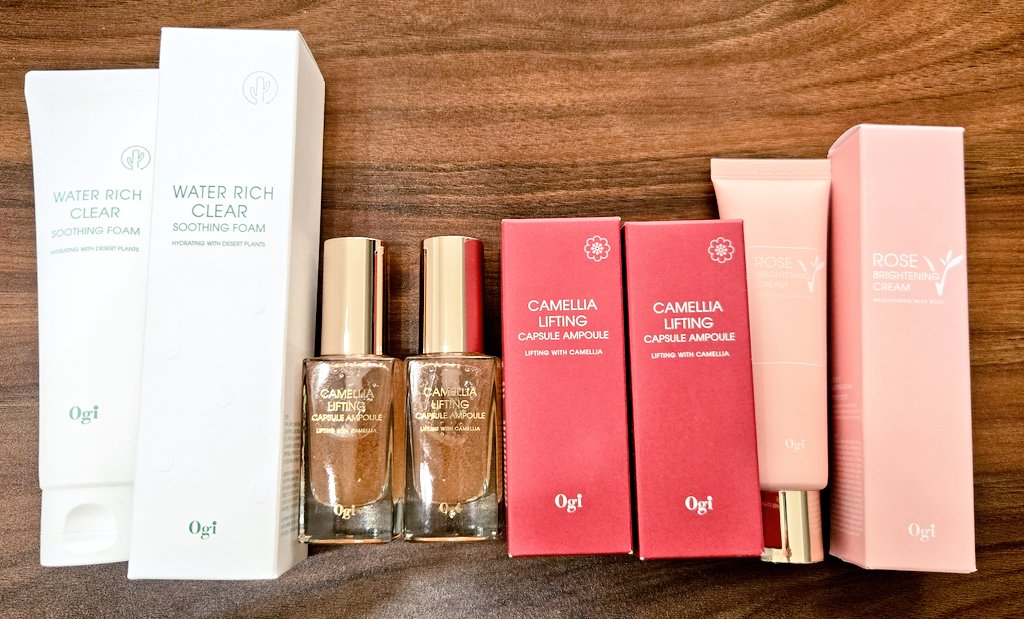 WATER RICH
CLEAR
SOOTHING FOAM
HYDRATING WITH DESERT PLANTS
Ogi
WATER RICH
CLEAR
SOOTHING FOAM
HYDRATING WITH DESERT PLANTS
Ogi
CAMELLIA
LIFTING
CAPSULE AMPOULE
LIFTING WITH CAMELLIA
Ogi
CAMELLIA
LIFTING
CAPSULE AMPOULE
LIFTING WITH CAMELLIA
Ogi
CAMELLIA
LIFTING
CAPSULE AMPOULE
LIFTING WITH CAMELLIA
Ogi
CAMELLIA
LIFTING
CAPSULE AMPOULE
LIFTING WITH CAMELLIA
Ogi
ROSE
BRIGHTENING
CREAM
Ogi
ROSE
BRIGHTENING
CREAM
BRIGHTENING WITH ROSE
Ogi